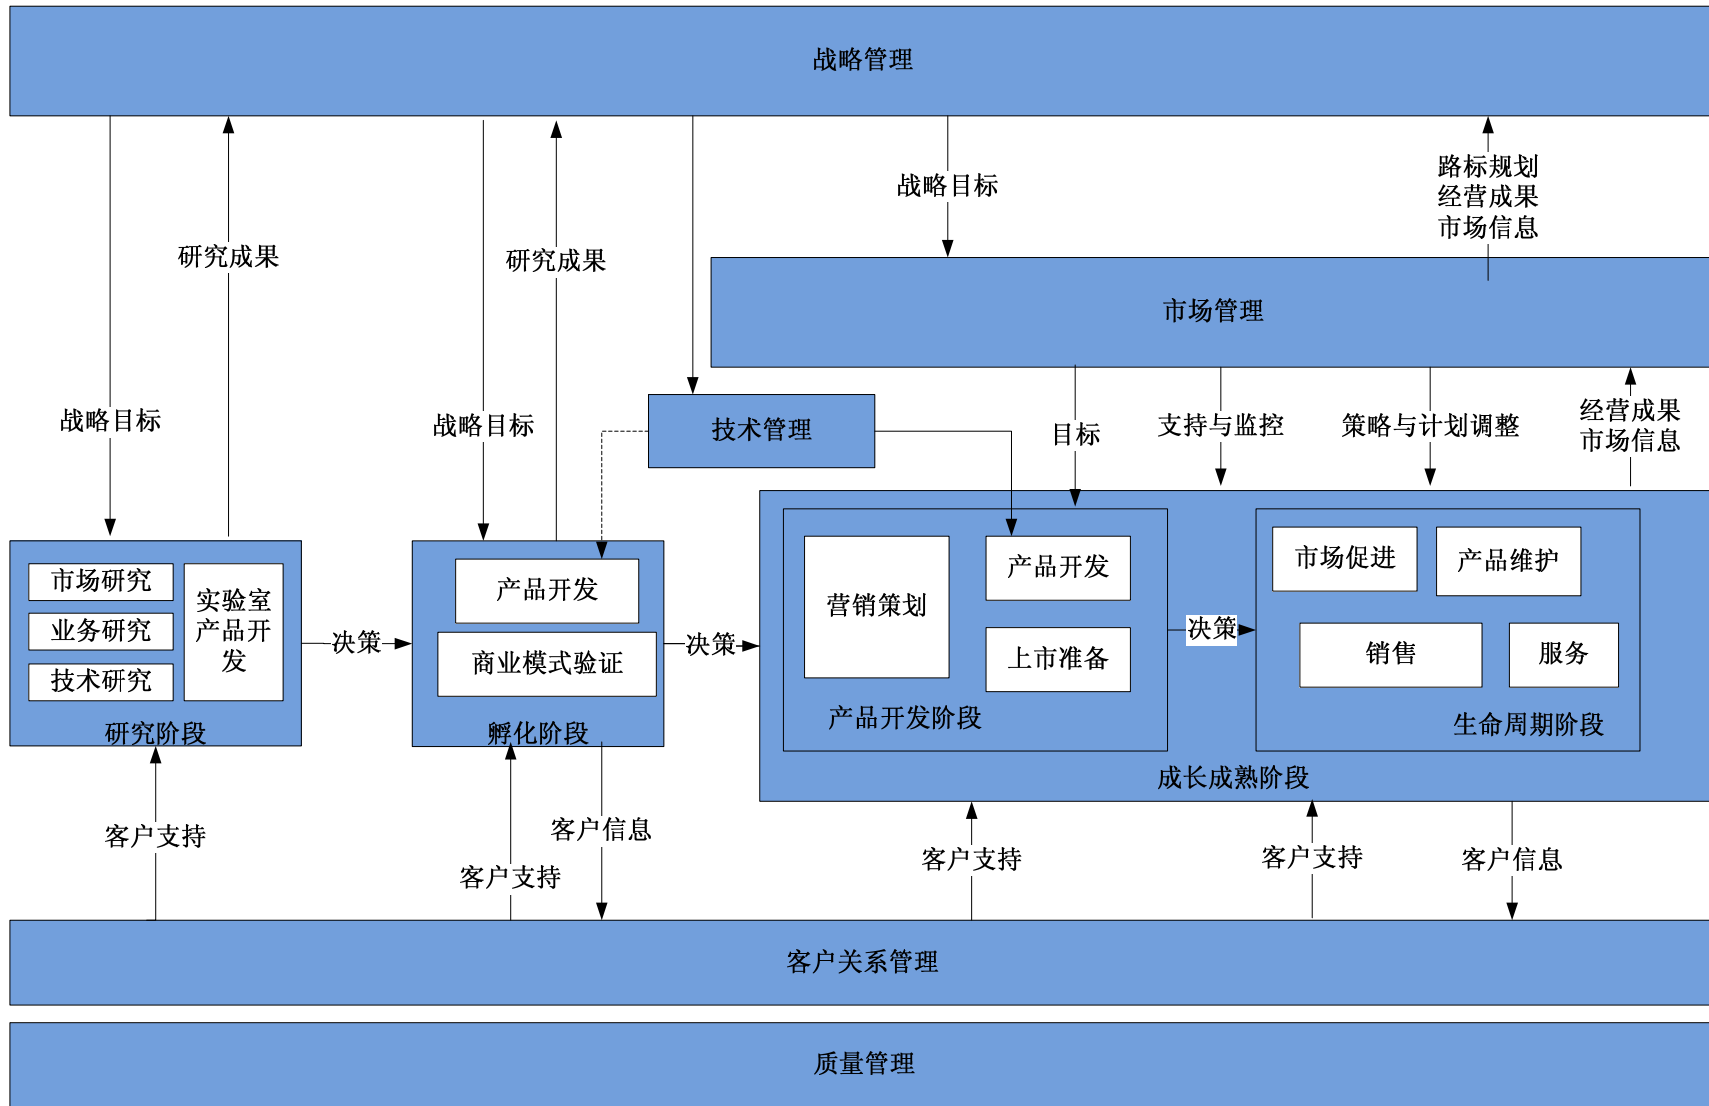 战略管理
战略目标
路标规划
经营成果
市场信息
研究成果
研究成果
市场管理
战略目标
战略目标
技术管理
目标
支持与监控
策略与计划调整
经营成果
市场信息
市场研究
业务研究
技术研究
实验室
产品开
发
研究阶段
决策
产品开发
商业模式验证
孵化阶段
决策
营销策划
产品开发
上市准备
产品开发阶段
决策
市场促进
产品维护
销售
服务
生命周期阶段
成长成熟阶段
客户支持
客户支持
客户信息
客户支持
客户支持
客户信息
客户关系管理
质量管理